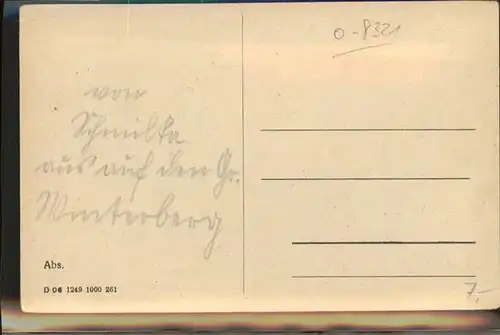 von
Schmilka
aus auf den Gr.
Winterberg
Abs.
D 06 1249 1000 261
O-8321
7,-